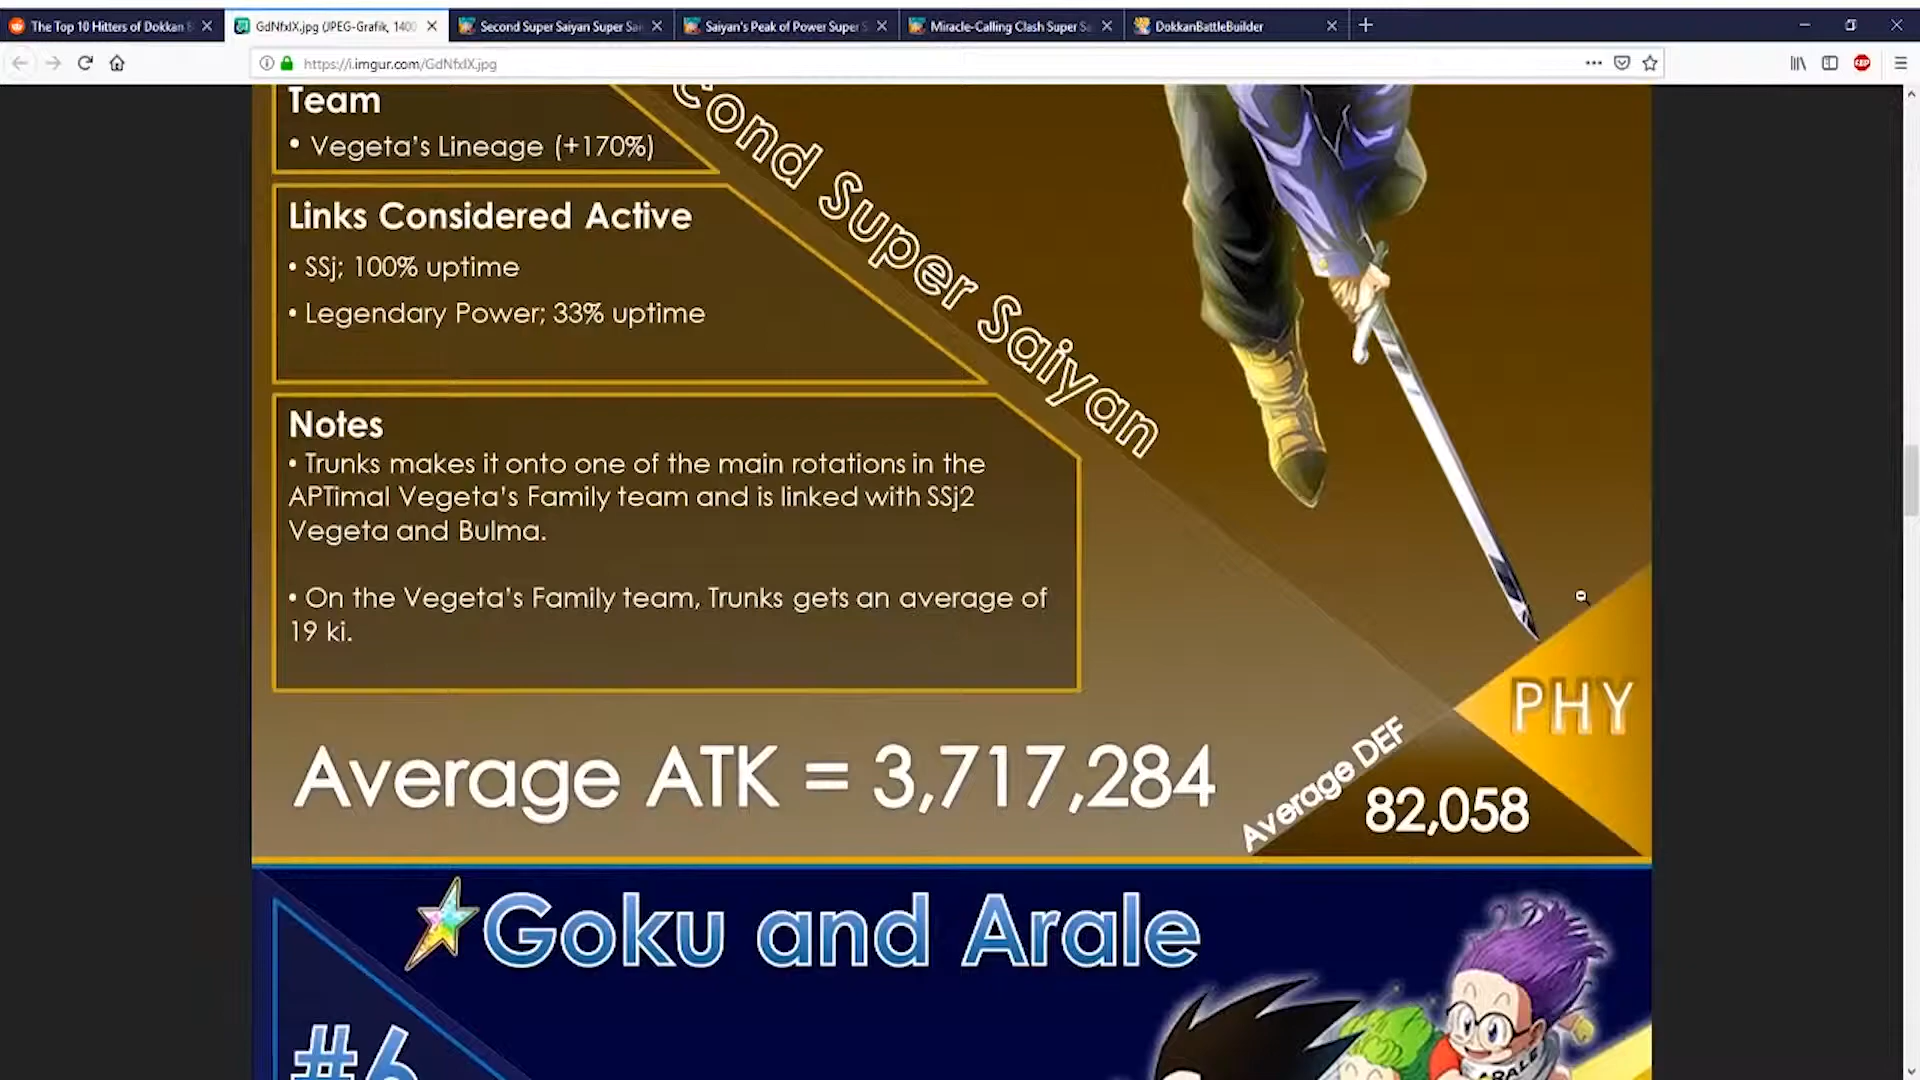 The Top 10 Hitters of Dokkan
GdNfxIX.jpg (JPEG-Grafik, 1400
Second Super Saiyan Super Sai
Saiyan's Peak of Power Super S
Miracle-Calling Clash Super S
DokkanBattleBuilder
https://i.imgur.com/GdNfxIX.jpg
ABP
Team
• Vegeta's Lineage (+170%)
Links Considered Active
• SSj; 100% uptime
• Legendary Power; 33% uptime
cond Super Saiyan
Notes
• Trunks makes it onto one of the main rotations in the
APTimal Vegeta's Family team and is linked with SSj2
Vegeta and Bulma.
• On the Vegeta's Family team, Trunks gets an average of
19 ki.
PHY
Average ATK = 3,717,284
Average DEF
82,058
Goku and Arale
#6
ARALE